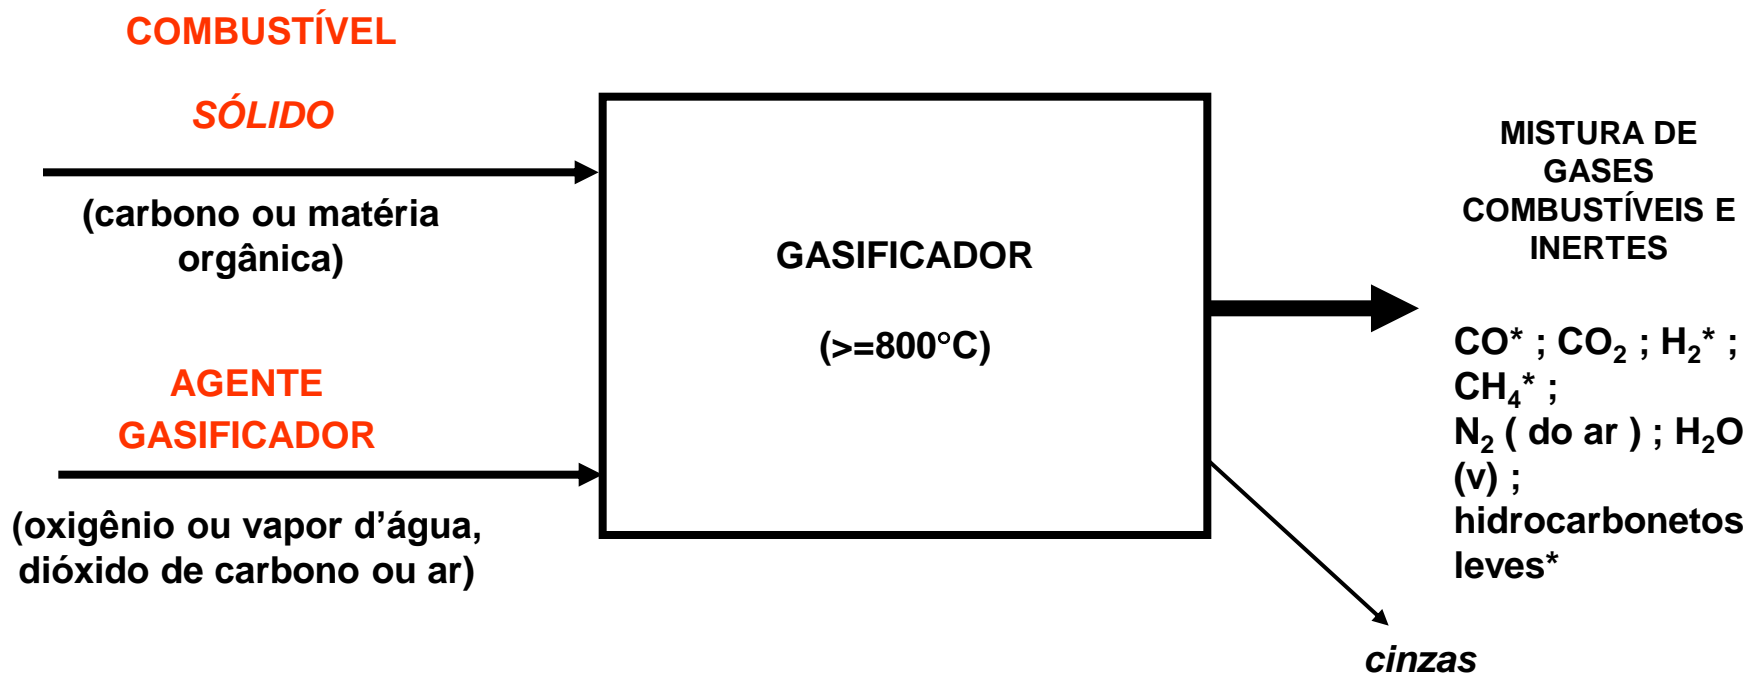 COMBUSTÍVEL
SÓLIDO
(carbono ou matéria
orgânica)
AGENTE
GASIFICADOR
(oxigênio ou vapor d’água,
dióxido de carbono ou ar)
GASIFICADOR
(>=800°C)
MISTURA DE
GASES
COMBUSTÍVEIS E
INERTES
CO* ; CO₂ ; H₂* ;
CH₄* ;
N₂ ( do ar ) ; H₂O
(v) ;
hidrocarbonetos
leves*
cinzas